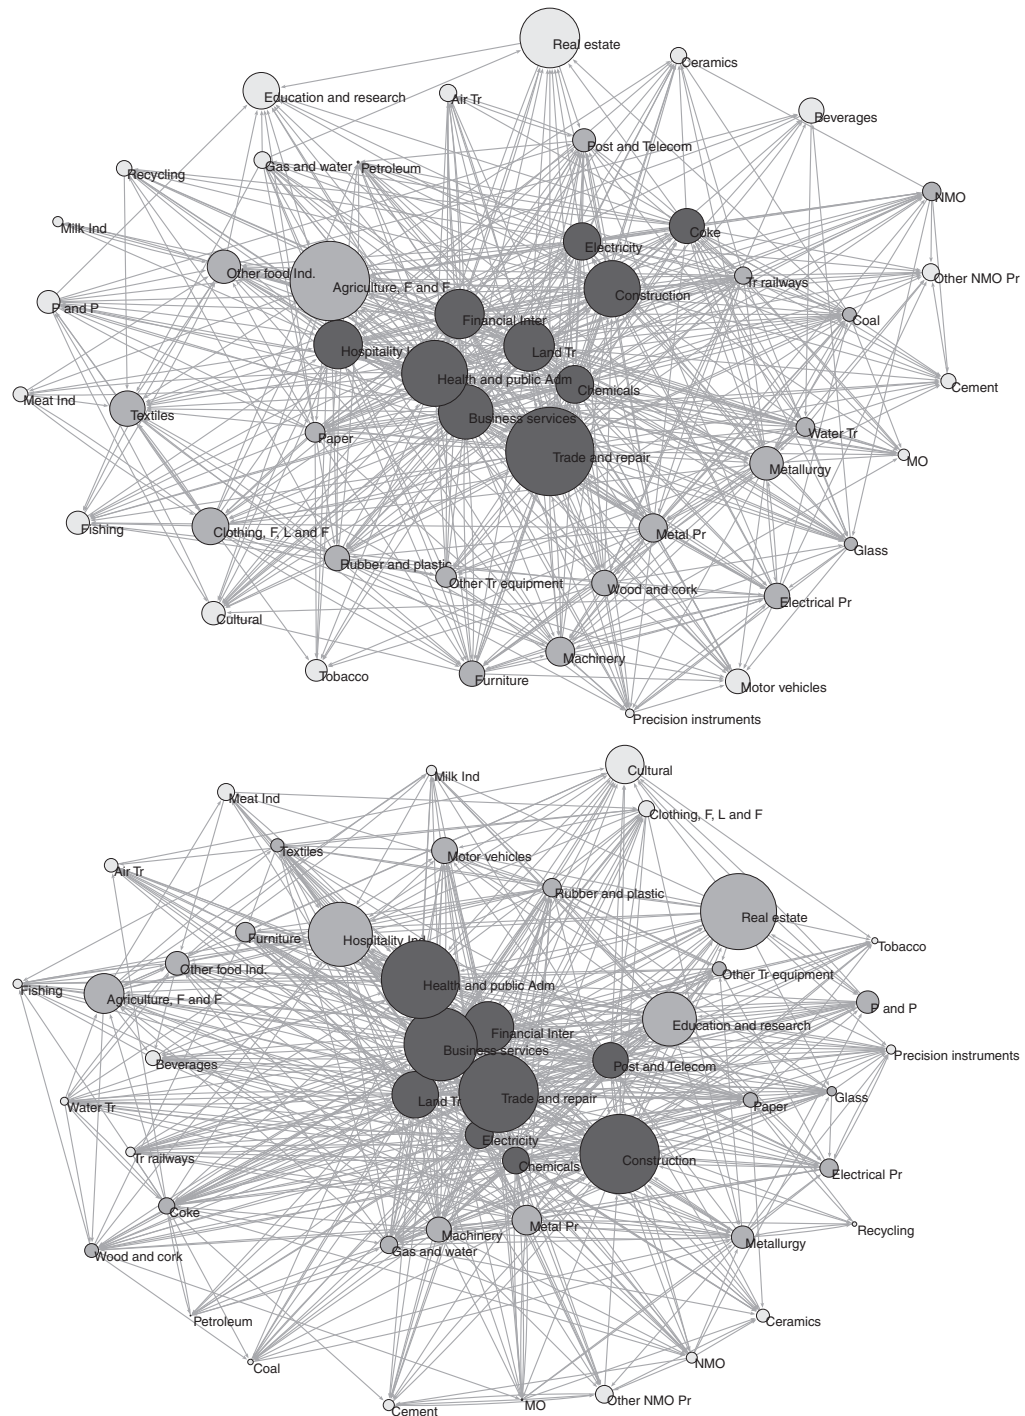 Real estate
Ceramics
Education and research
Air Tr
Beverages
Post and Telecom
Gas and water
Petroleum
Recycling
NMO
Milk Ind
Coke
Electricity
Other food Ind.
Other NMO Pr
Tr railways
Agriculture, F and F
Construction
P and P
Coal
Financial Inter
Hospitality I
Land Tr
Health and public Adm
Cement
Chemicals
Meat Ind
Textiles
Business services
Water Tr
Paper
Trade and repair
MO
Metallurgy
Fishing
Clothing, F, L and F
Metal Pr
Glass
Rubber and plastic
Other Tr equipment
Wood and cork
Electrical Pr
Cultural
Machinery
Tobacco
Furniture
Motor vehicles
Precision instruments
Cultural
Milk Ind
Meat Ind
Clothing, F, L and F
Textiles
Motor vehicles
Air Tr
Rubber and plastic
Real estate
Furniture
Hospitality Ind
Tobacco
Other food Ind.
Other Tr equipment
Health and public Adm
Fishing
Agriculture, F and F
P and P
Education and research
Financial Inter
Business services
Precision instruments
Beverages
Post and Telecom
Glass
Trade and repair
Land Tr
Water Tr
Paper
Electricity
Tr railways
Construction
Chemicals
Electrical Pr
Coke
Metal Pr
Recycling
Machinery
Metallurgy
Gas and water
Wood and cork
Petroleum
Ceramics
NMO
Coal
Other NMO Pr
MO
Cement